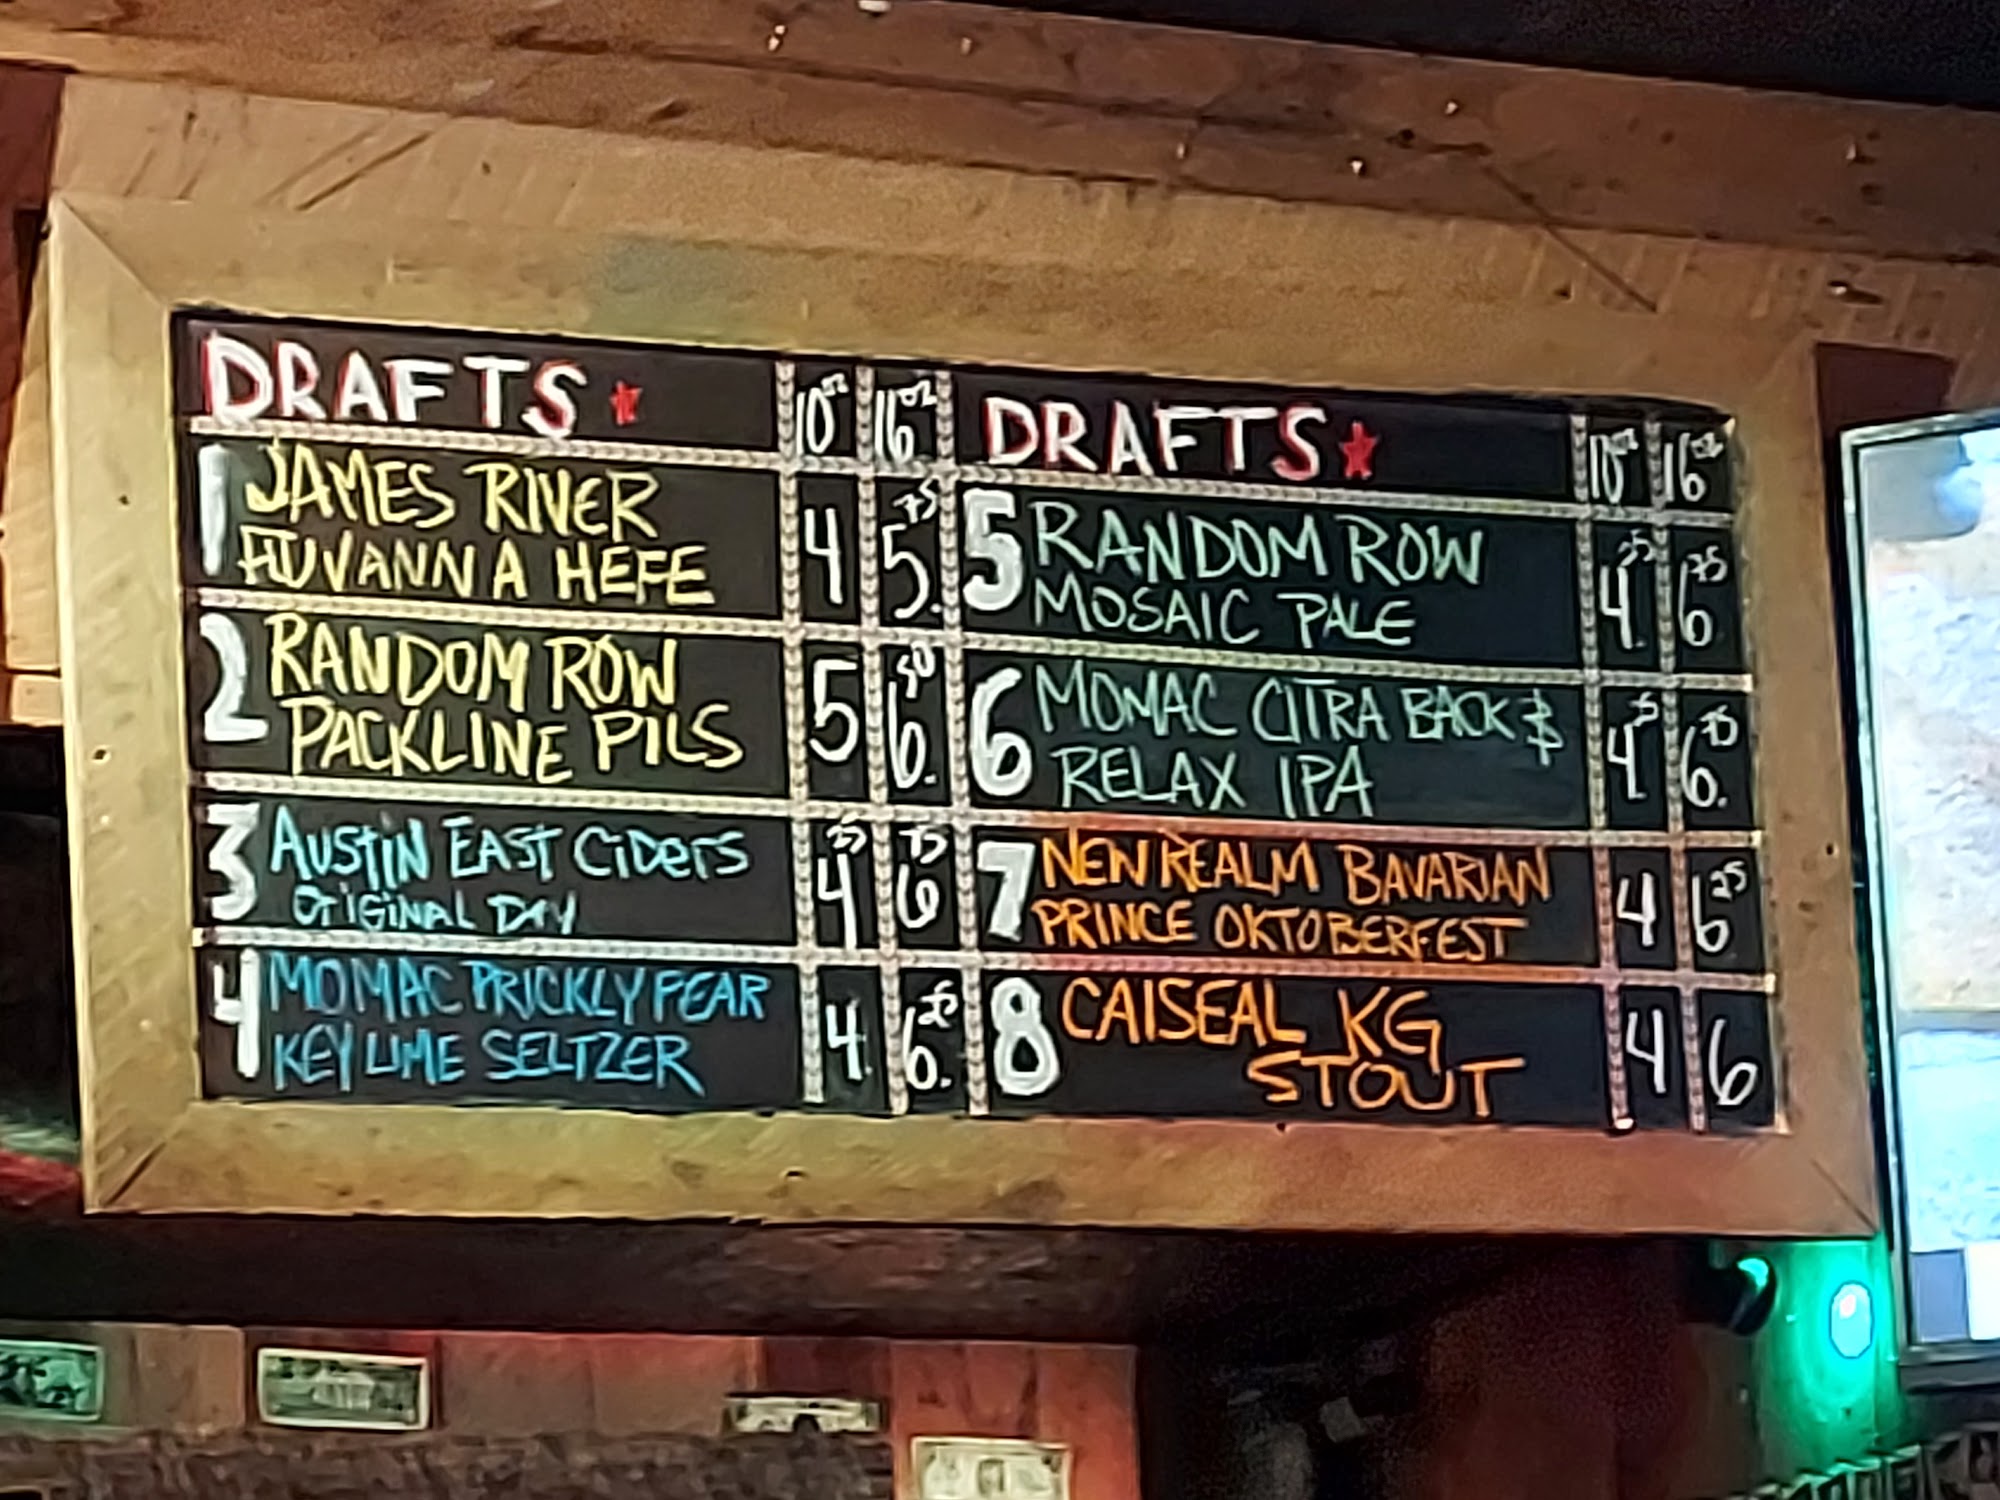 DRAFTS 10oz 16oz
1 JAMES RIVER
FLUVANNA HEFE 4 5.75
2 RANDOM ROW
PACKLINE PILS 5 6.50
3 AUSTIN EAST CIDERS
ORIGINAL DRY 4.25 6.75
4 MOMAC PRICKLY PEAR
KEY LIME SELTZER 4. 6.25
DRAFTS 10oz 16oz
5 RANDOM ROW
MOSAIC PALE 4.25 6.75
6 MOMAC CITRA BACK &
RELAX IPA 4.75 6.75
7 NEW REALM BAVARIAN
PRINCE OKTOBERFEST 4 6.25
8 CAISEAL KG
STOUT 4 6